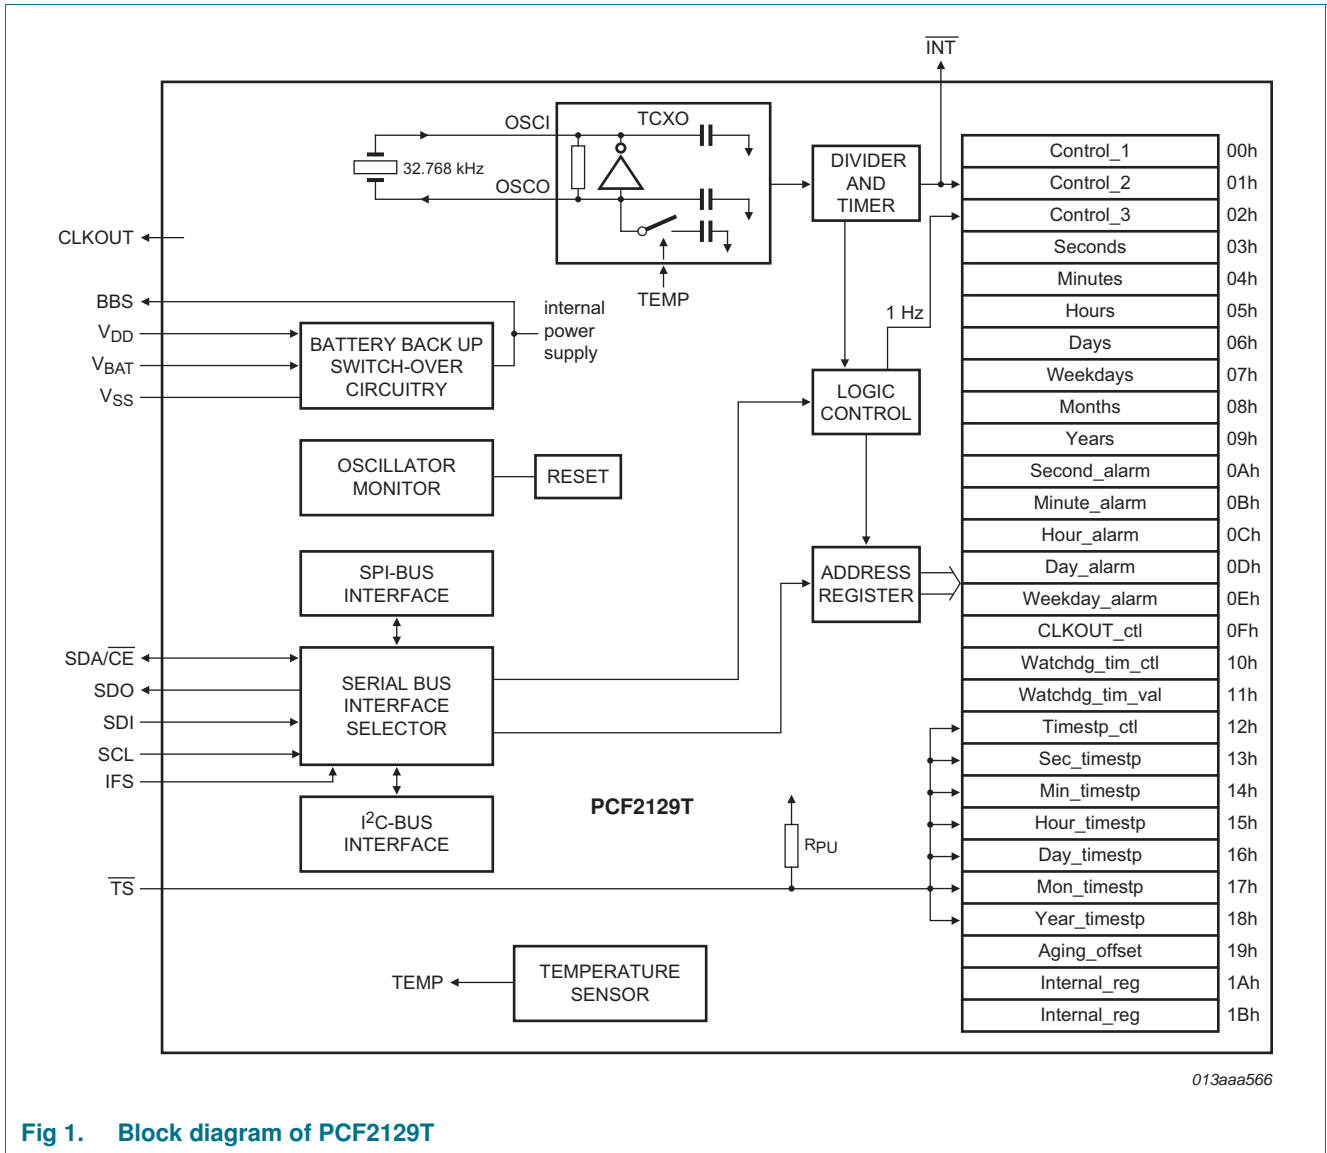 INT
OSCI
TCXO
32.768 kHz
OSCO
TEMP
DIVIDER
AND
TIMER
CLKOUT
BBS
VDD
VBAT
VSS
BATTERY BACK UP
SWITCH-OVER
CIRCUITRY
internal
power
supply
1 Hz
LOGIC
CONTROL
OSCILLATOR
MONITOR
RESET
SPI-BUS
INTERFACE
ADDRESS
REGISTER
SDA/CE
SDO
SDI
SCL
IFS
SERIAL BUS
INTERFACE
SELECTOR
I2C-BUS
INTERFACE
PCF2129T
RPU
TS
TEMP
TEMPERATURE
SENSOR
Control_1 00h
Control_2 01h
Control_3 02h
Seconds 03h
Minutes 04h
Hours 05h
Days 06h
Weekdays 07h
Months 08h
Years 09h
Second_alarm 0Ah
Minute_alarm 0Bh
Hour_alarm 0Ch
Day_alarm 0Dh
Weekday_alarm 0Eh
CLKOUT_ctl 0Fh
Watchdg_tim_ctl 10h
Watchdg_tim_val 11h
Timestp_ctl 12h
Sec_timestp 13h
Min_timestp 14h
Hour_timestp 15h
Day_timestp 16h
Mon_timestp 17h
Year_timestp 18h
Aging_offset 19h
Internal_reg 1Ah
Internal_reg 1Bh
013aaa566
Fig 1. Block diagram of PCF2129T